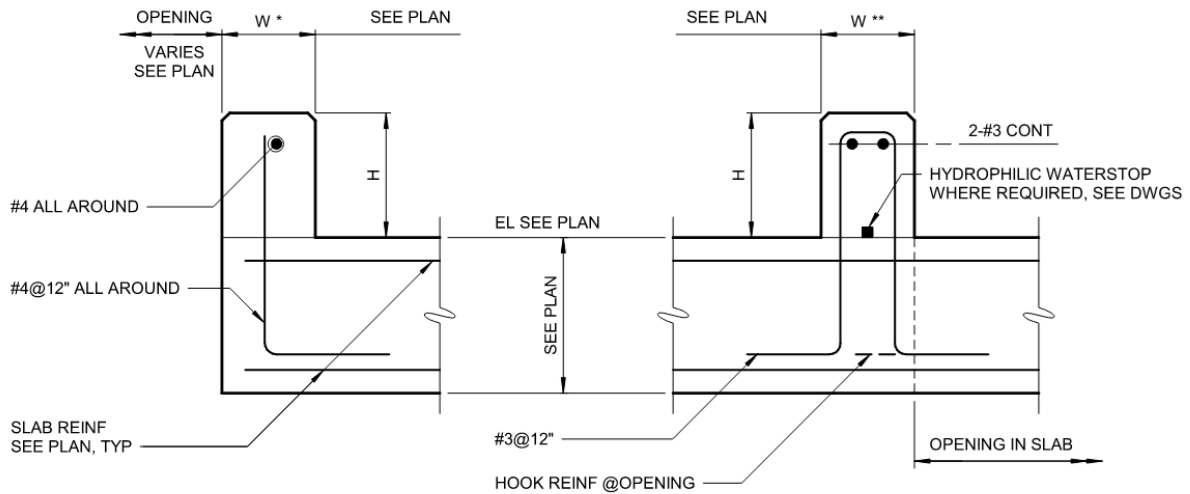 OPENING
W *
SEE PLAN
VARIES
SEE PLAN
H
#4 ALL AROUND
#4@12" ALL AROUND
SLAB REINF
SEE PLAN, TYP
EL SEE PLAN
SEE PLAN
SEE PLAN
W **
H
2-#3 CONT
HYDROPHILIC WATERSTOP
WHERE REQUIRED, SEE DWGS
#3@12"
HOOK REINF @OPENING
OPENING IN SLAB